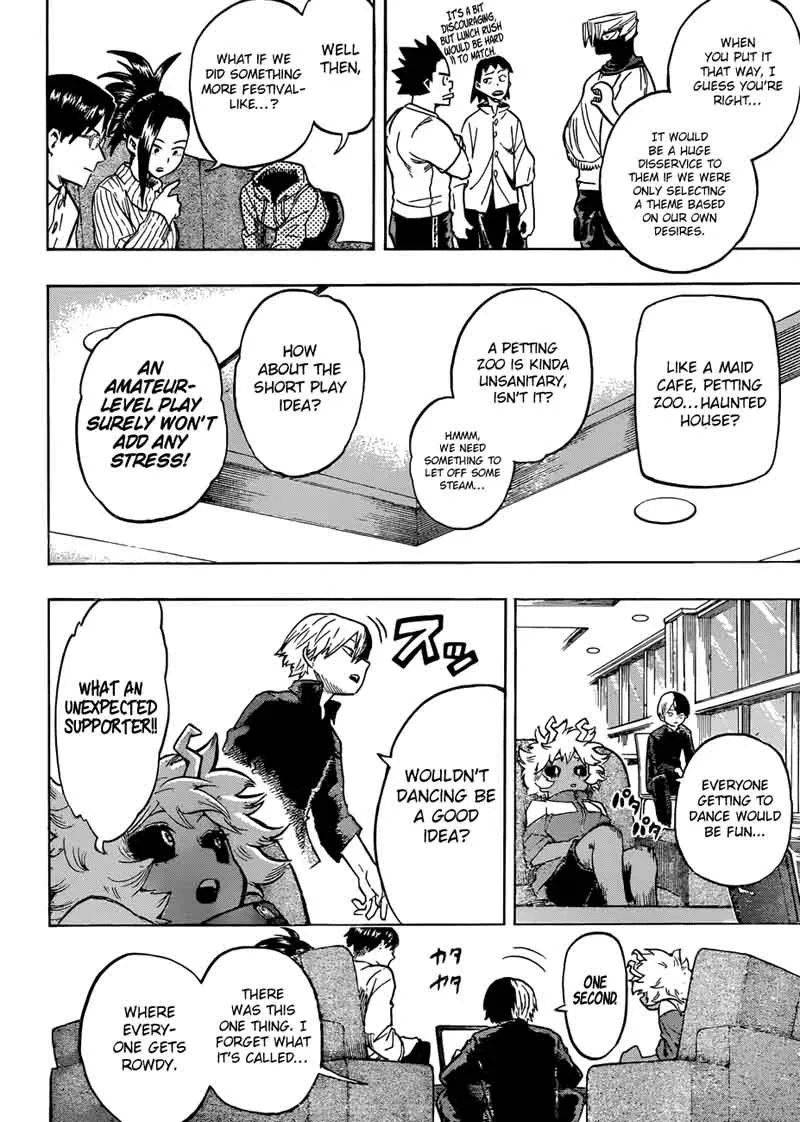 WHEN
YOU PUT IT
THAT WAY, I
GUESS YOU'RE
RIGHT...
IT WOULD
BE A HUGE
DISSERVICE TO
THEM IF WE WERE
ONLY SELECTING
A THEME BASED
ON OUR OWN
DESIRES.
IT'S A BIT
DISCOURAGING,
BUT LUNCH RUSH
WOULD BE HARD
TO MATCH.
WELL
THEN,
WHAT IF WE
DID SOMETHING
MORE FESTIVAL-
LIKE...?
LIKE A MAID
CAFE, PETTING
ZOO...HAUNTED
HOUSE?
A PETTING
ZOO IS KINDA
UNSANITARY,
ISN'T IT?
HMMM,
WE NEED
SOMETHING TO
LET OFF SOME
STEAM...
HOW
ABOUT THE
SHORT PLAY
IDEA?
AN
AMATEUR-
LEVEL PLAY
SURELY WON'T
ADD ANY
STRESS!
EVERYONE
GETTING TO
DANCE WOULD
BE FUN...
パタ
パタ
スッ
WOULDN'T
DANCING BE
A GOOD
IDEA?
WHAT AN
UNEXPECTED
SUPPORTER!!
ONE
SECOND.
カタ
カタ
THERE
WAS THIS
ONE THING. I
FORGET WHAT
IT'S CALLED...
WHERE
EVERY-
ONE GETS
ROWDY.